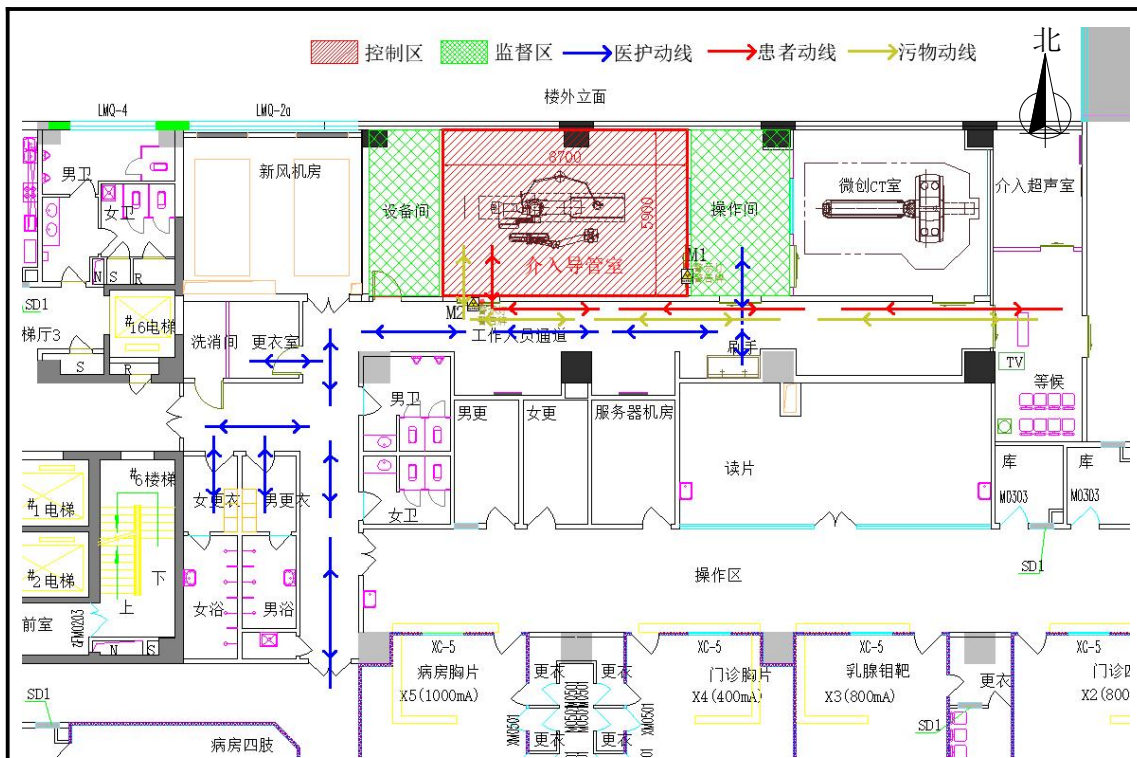 控制区 监督区 医护动线 患者动线 污物动线
北
楼外立面
LMQ-4 LMQ-2a
8700
5900
男卫
女卫
新风机房
设备间
介入导管室
操作间
微创CT室
介入超声室
M1
M2
N S R
SD1
梯厅3
#16电梯
S R
洗消间 更衣室
工作人员通道
刷手
TV
等候
男卫
男更 女更 服务器机房
读片
库 库
M0303 M0303
#6楼梯
#1电梯
#2电梯
女更衣 男更衣
女卫
SD1
操作区
下
上
前室
女浴 男浴
N S
XC-5 XC-5 XC-5 XC-5
病房胸片
X5(1000mA)
更衣 更衣
门诊胸片
X4(400mA)
乳腺钼靶
X3(800mA)
更衣
门诊四
X2(800
SD1
SD1
XM0501 M0501 M0501 XM0501
更衣 更衣
病房四肢